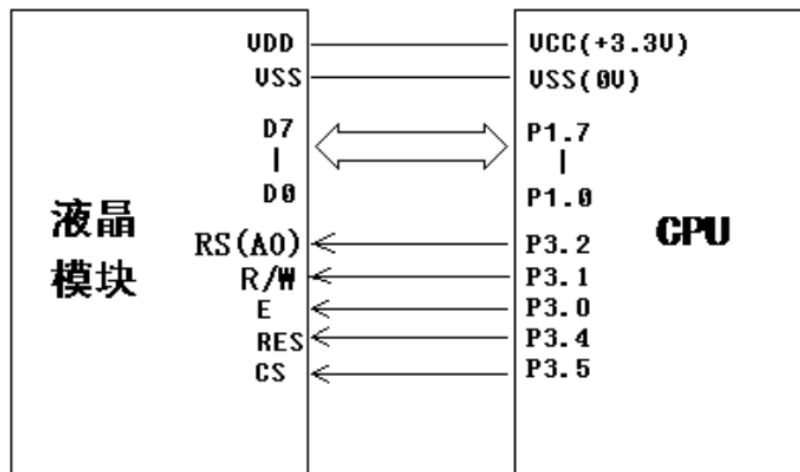 VDD VCC(+3.3V)
VSS VSS(0V)
D7 P1.7
D0 P1.0
液晶
模块
CPU
RS(A0) P3.2
R/W P3.1
E P3.0
RES P3.4
CS P3.5